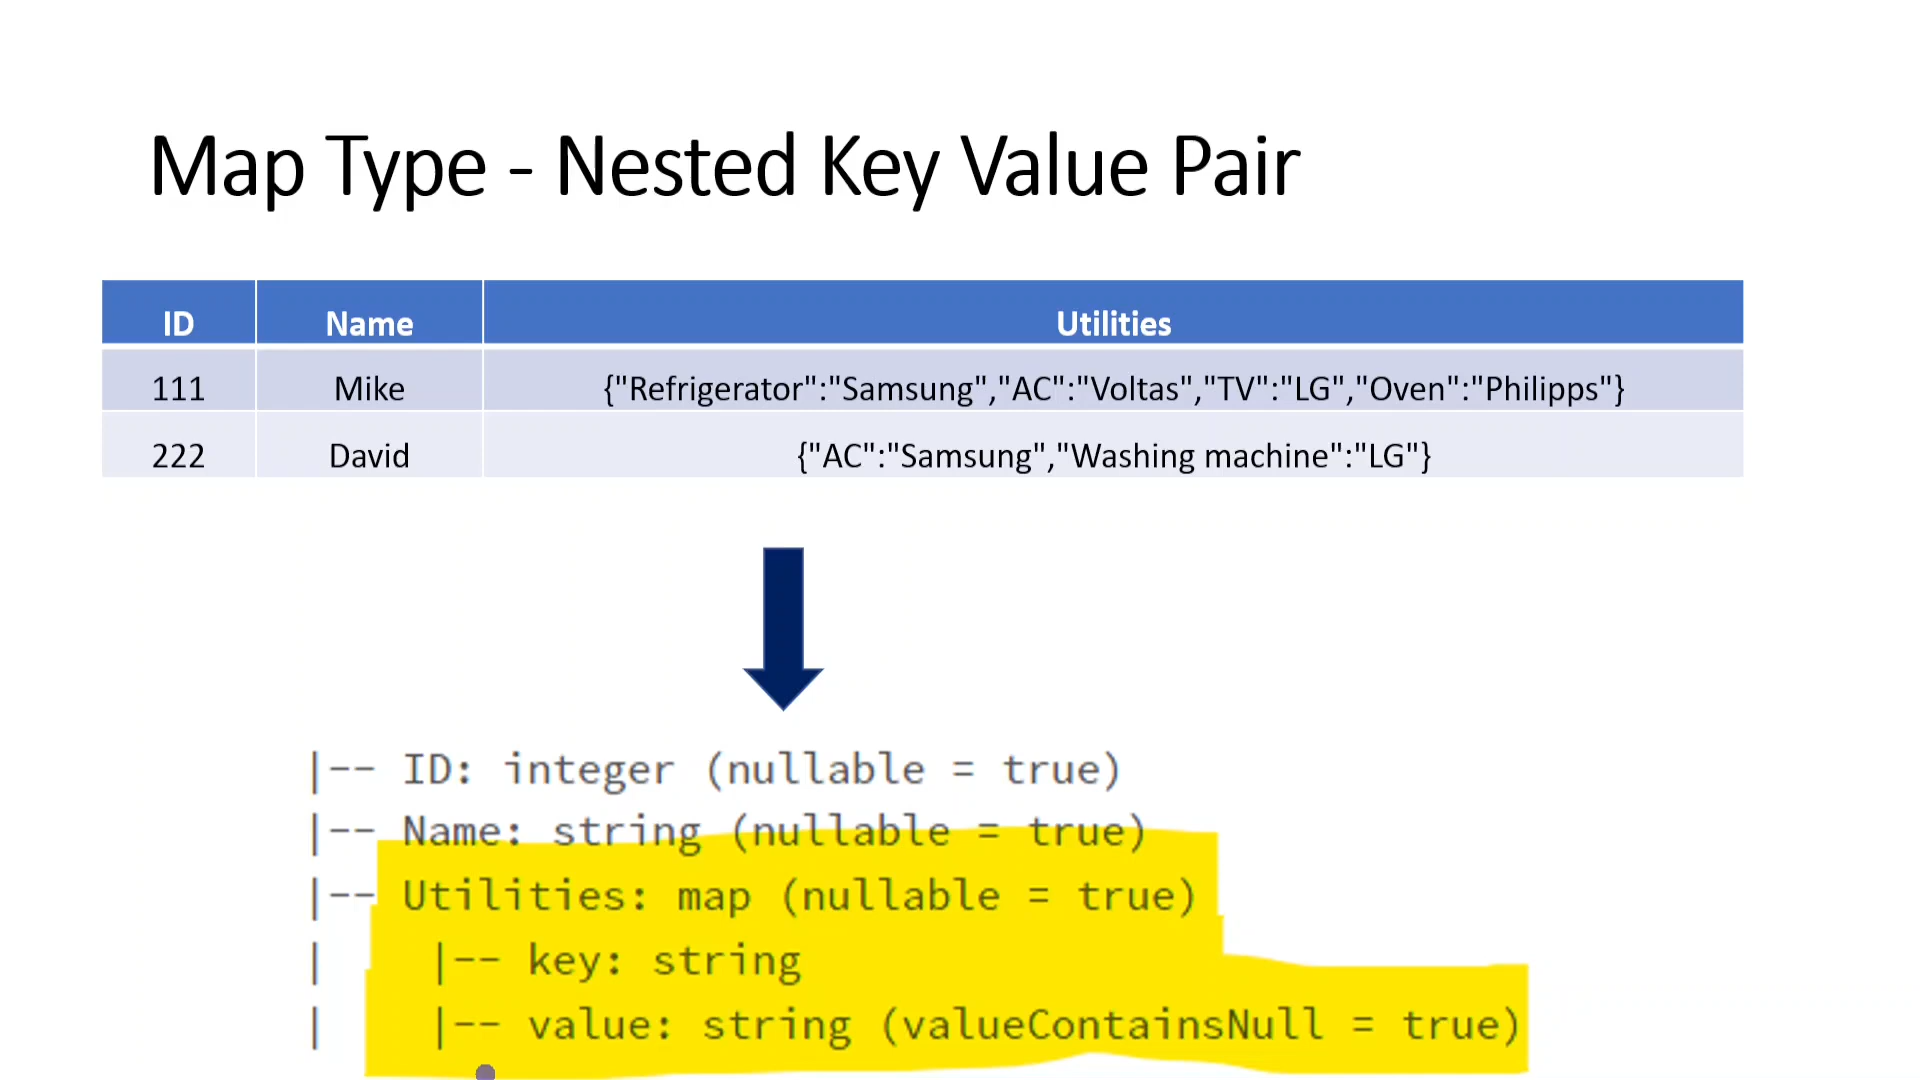 Map Type - Nested Key Value Pair
ID Name Utilities
111 Mike {"Refrigerator":"Samsung","AC":"Voltas","TV":"LG","Oven":"Philipps"}
222 David {"AC":"Samsung","Washing machine":"LG"}
|-- ID: integer (nullable = true)
|-- Name: string (nullable = true)
|-- Utilities: map (nullable = true)
|    |-- key: string
|    |-- value: string (valueContainsNull = true)